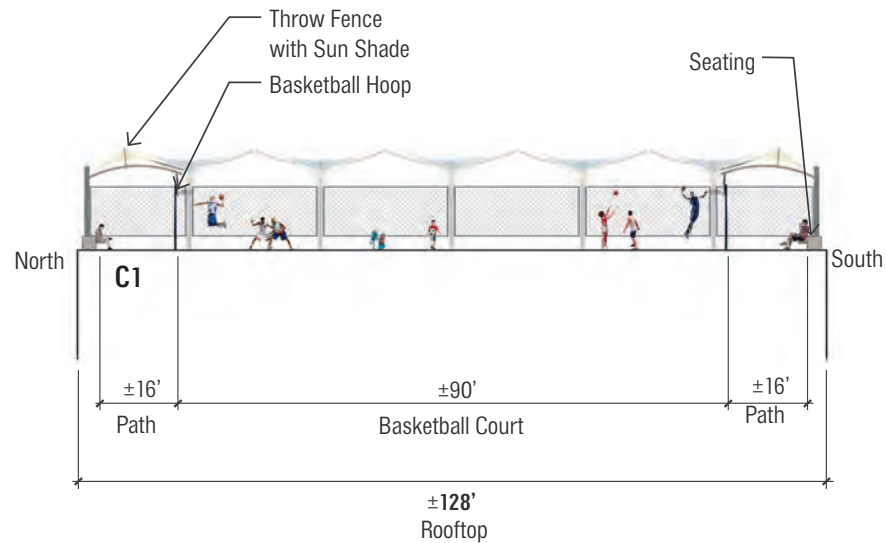 Throw Fence
with Sun Shade
Basketball Hoop
Seating
North
South
C1
±16’
±90’
±16’
Path
Basketball Court
Path
±128’
Rooftop